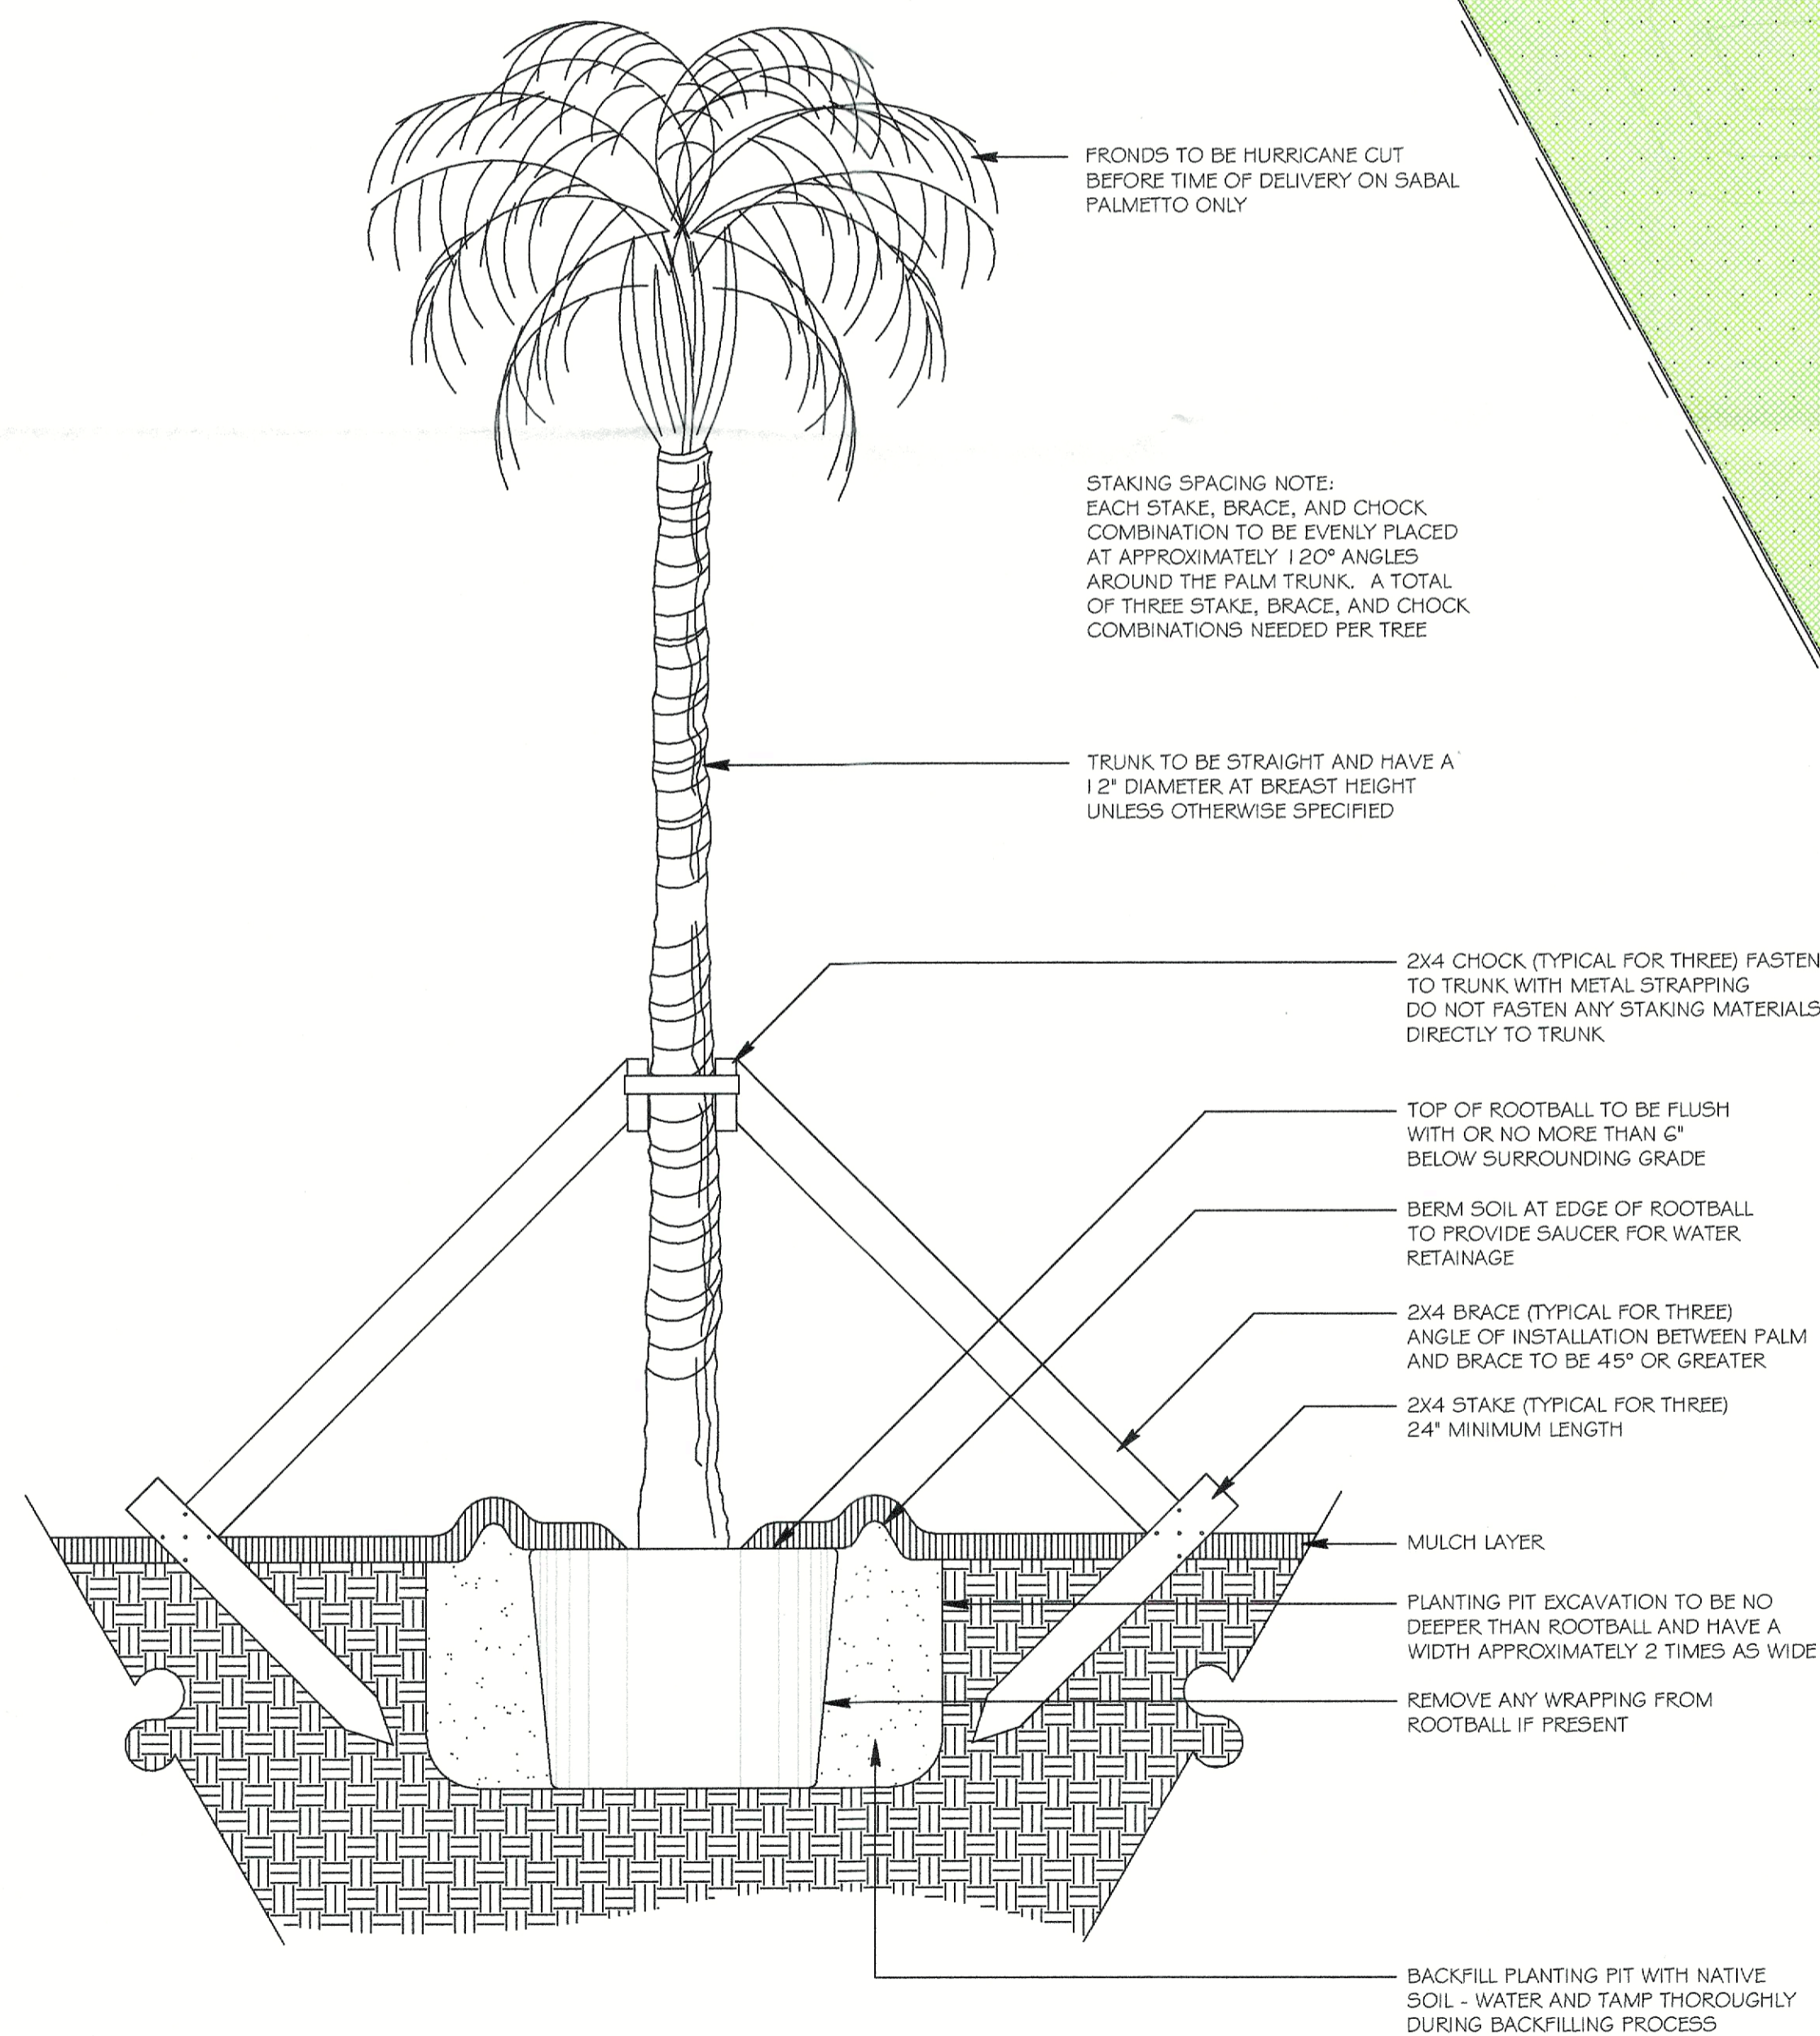 FRONDS TO BE HURRICANE CUT
BEFORE TIME OF DELIVERY ON SABAL
PALMETTO ONLY
STAKING SPACING NOTE:
EACH STAKE, BRACE, AND CHOCK
COMBINATION TO BE EVENLY PLACED
AT APPROXIMATELY 120° ANGLES
AROUND THE PALM TRUNK. A TOTAL
OF THREE STAKE, BRACE, AND CHOCK
COMBINATIONS NEEDED PER TREE
TRUNK TO BE STRAIGHT AND HAVE A
12" DIAMETER AT BREAST HEIGHT
UNLESS OTHERWISE SPECIFIED
2X4 CHOCK (TYPICAL FOR THREE) FASTEN
TO TRUNK WITH METAL STRAPPING
DO NOT FASTEN ANY STAKING MATERIALS
DIRECTLY TO TRUNK
TOP OF ROOTBALL TO BE FLUSH
WITH OR NO MORE THAN 6"
BELOW SURROUNDING GRADE
BERM SOIL AT EDGE OF ROOTBALL
TO PROVIDE SAUCER FOR WATER
RETAINAGE
2X4 BRACE (TYPICAL FOR THREE)
ANGLE OF INSTALLATION BETWEEN PALM
AND BRACE TO BE 45° OR GREATER
2X4 STAKE (TYPICAL FOR THREE)
24" MINIMUM LENGTH
MULCH LAYER
PLANTING PIT EXCAVATION TO BE NO
DEEPER THAN ROOTBALL AND HAVE A
WIDTH APPROXIMATELY 2 TIMES AS WIDE
REMOVE ANY WRAPPING FROM
ROOTBALL IF PRESENT
BACKFILL PLANTING PIT WITH NATIVE
SOIL - WATER AND TAMP THOROUGHLY
DURING BACKFILLING PROCESS